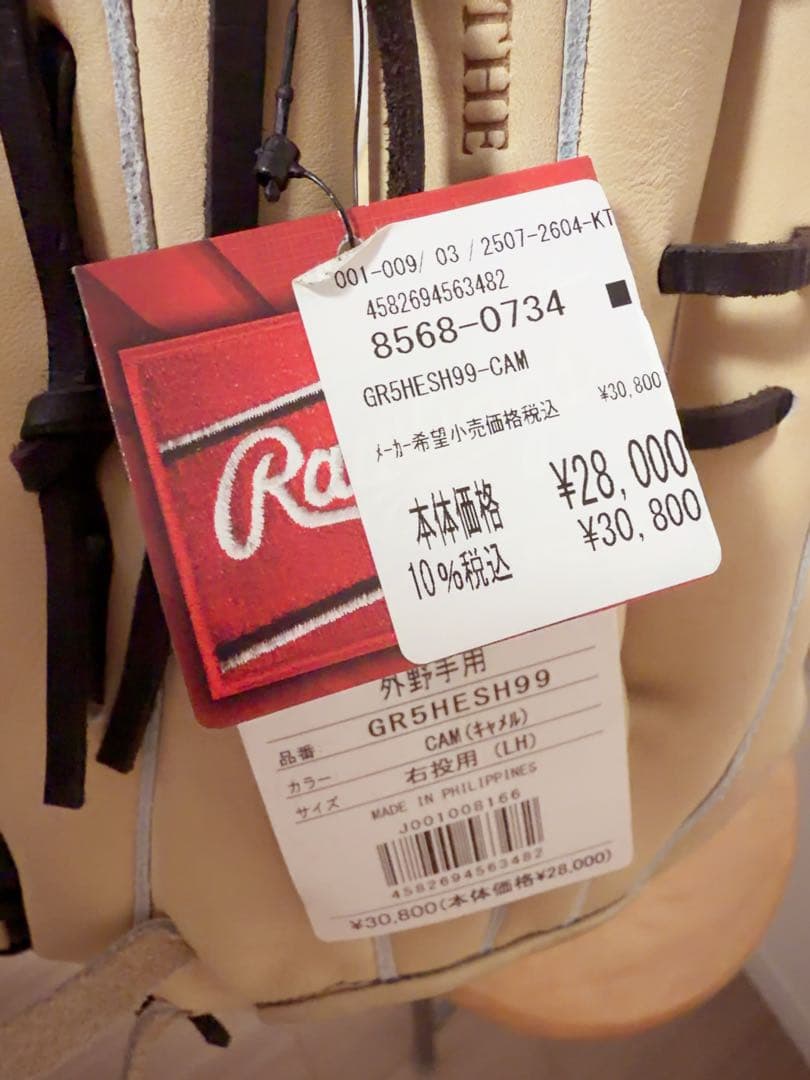 THE
001-009/ 03 / 2507-2604-KT
4582694563482
8568-0734
GR5HESH99-CAM
メーカー希望小売価格税込 ¥30,800
本体価格 ¥28,000
10%税込 ¥30,800
Ra
外野手用
品番 GR5HESH99
カラー CAM(キャメル)
サイズ 右投用 (LH)
MADE IN PHILIPPINES
J001008166
4582694563482
¥30,800(本体価格¥28,000)